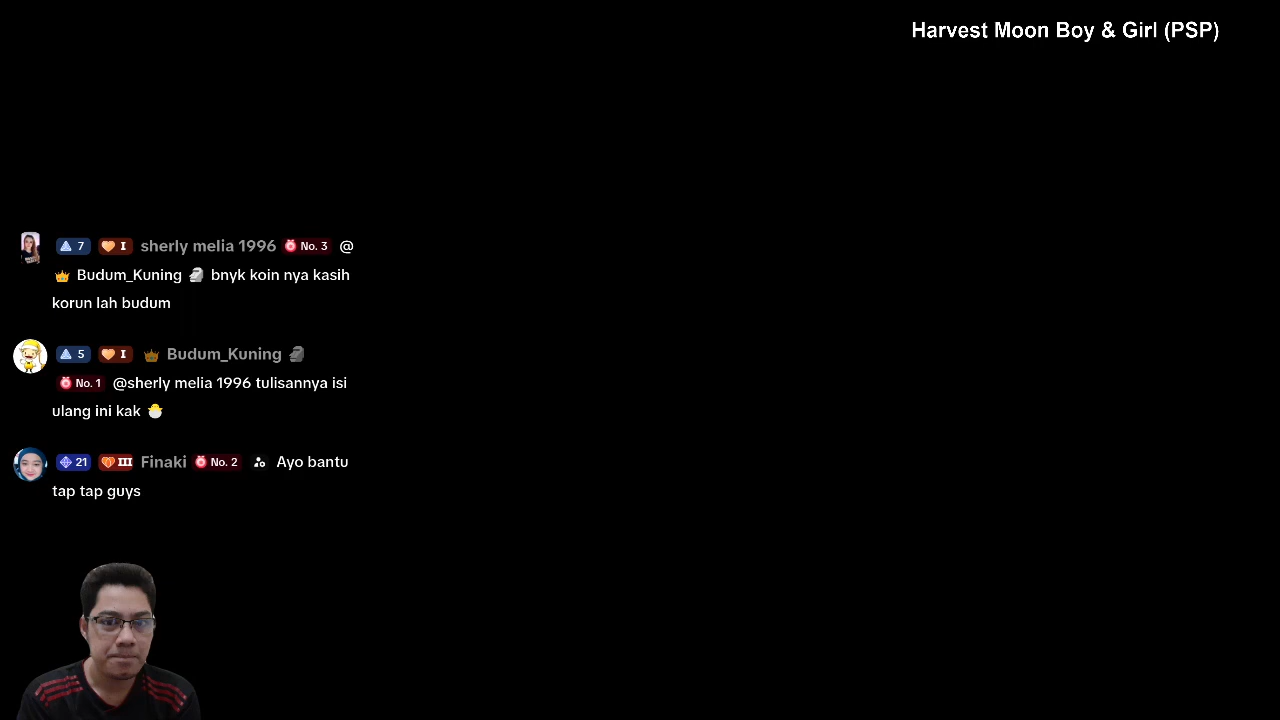 Harvest Moon Boy & Girl (PSP)
7 I sherly melia 1996 No. 3 @
Budum_Kuning 🗿 bnyk koin nya kasih
korun lah budum
5 I Budum_Kuning 🗿
No. 1 @sherly melia 1996 tulisannya isi
ulang ini kak 🐣
21 III Finaki No. 2 Ayo bantu
tap tap guys